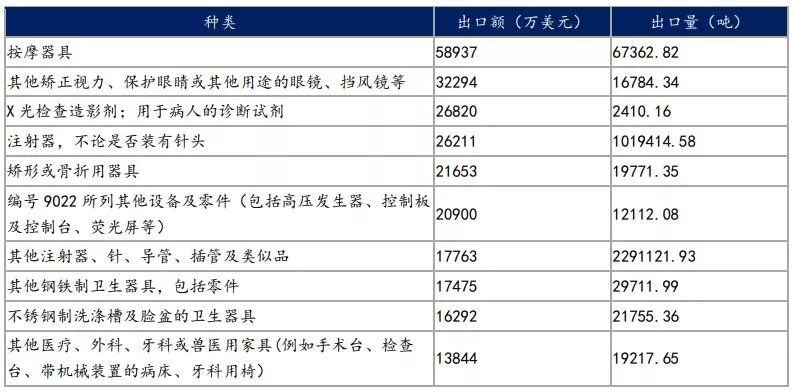 种类 出口额（万美元） 出口量（吨）
按摩器具 58937 67362.82
其他矫正视力、保护眼睛或其他用途的眼镜、挡风镜等 32294 16784.34
X光检查造影剂；用于病人的诊断试剂 26820 2410.16
注射器，不论是否装有针头 26211 1019414.58
矫形或骨折用器具 21653 19771.35
编号9022所列其他设备及零件（包括高压发生器、控制板
及控制台、荧光屏等） 20900 12112.08
其他注射器、针、导管、插管及类似品 17763 2291121.93
其他钢铁制卫生器具，包括零件 17475 29711.99
不锈钢制洗涤槽及脸盆的卫生器具 16292 21755.36
其他医疗、外科、牙科或兽医用家具(例如手术台、检查
台、带机械装置的病床、牙科用椅） 13844 19217.65